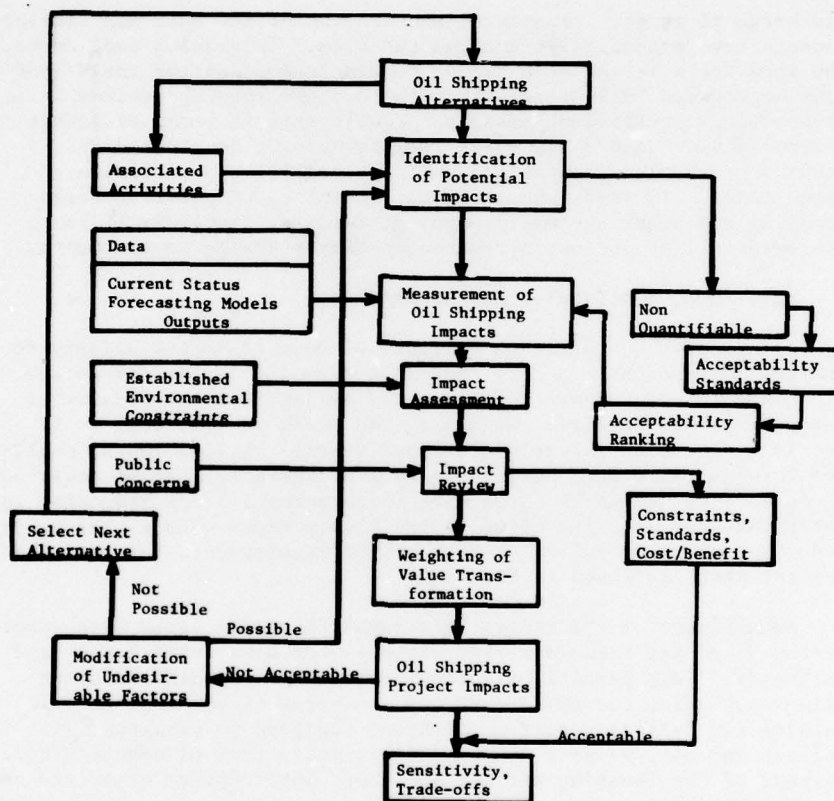 Oil Shipping
Alternatives
Associated
Activities
Identification
of Potential
Impacts
Data
Current Status
Forecasting Models
Outputs
Measurement of
Oil Shipping
Impacts
Non
Quantifiable
Acceptability
Standards
Established
Environmental
Constraints
Impact
Assessment
Acceptability
Ranking
Public
Concerns
Impact
Review
Select Next
Alternative
Constraints,
Standards,
Cost/Benefit
Weighting of
Value Trans-
formation
Not
Possible
Possible
Modification
of Undesir-
able Factors
Not Acceptable
Oil Shipping
Project Impacts
Acceptable
Sensitivity,
Trade-offs